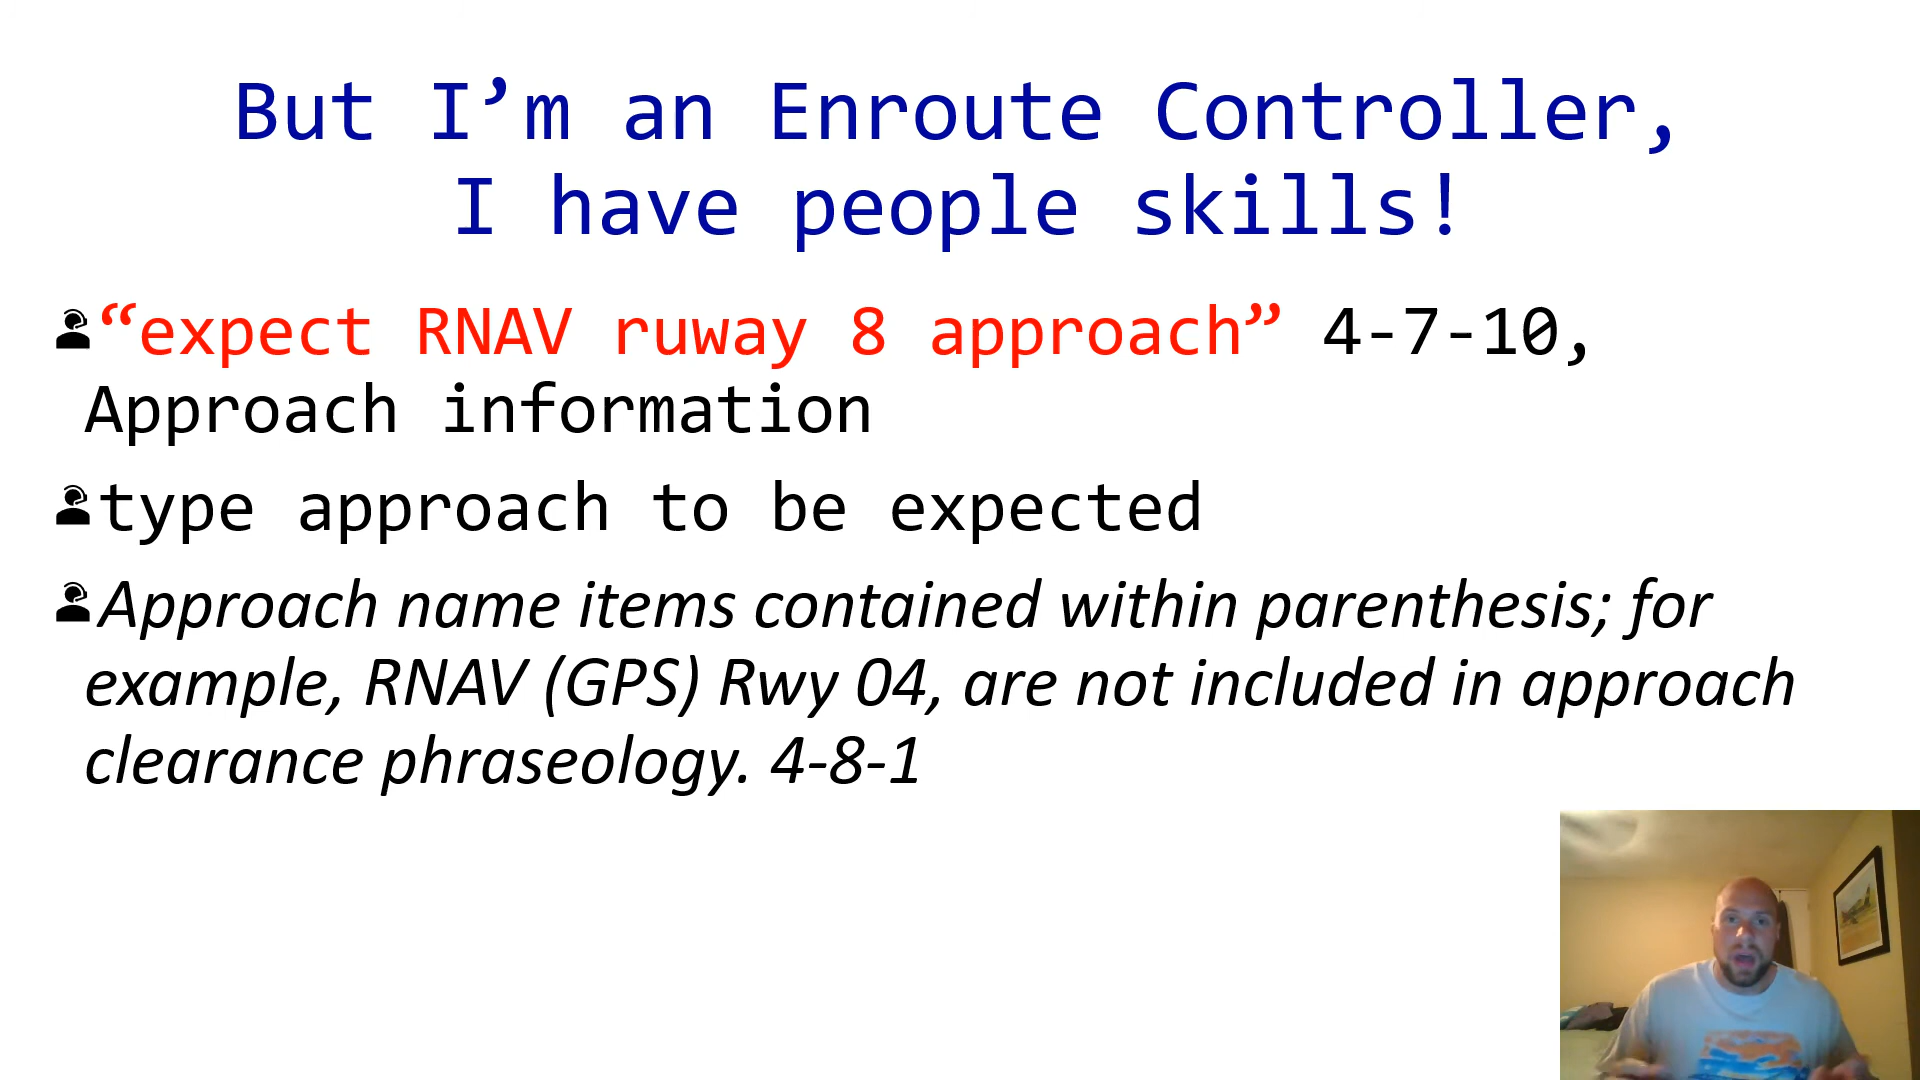 But I’m an Enroute Controller,
I have people skills!
“expect RNAV ruway 8 approach” 4-7-10,
Approach information
type approach to be expected
Approach name items contained within parenthesis; for
example, RNAV (GPS) Rwy 04, are not included in approach
clearance phraseology. 4-8-1